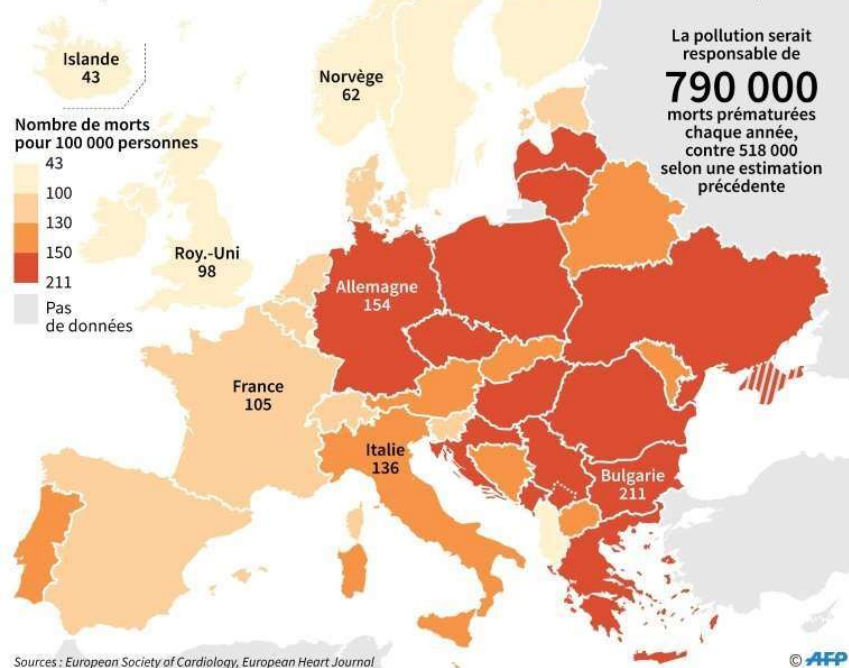 Islande
43
Norvège
62
La pollution serait
responsable de
790 000
morts prématurées
chaque année,
contre 518 000
selon une estimation
précédente
Nombre de morts
pour 100 000 personnes
43
100
130
150
211
Pas
de données
Roy.-Uni
98
Allemagne
154
France
105
Italie
136
Bulgarie
211
Sources : European Society of Cardiology, European Heart Journal
© AFP